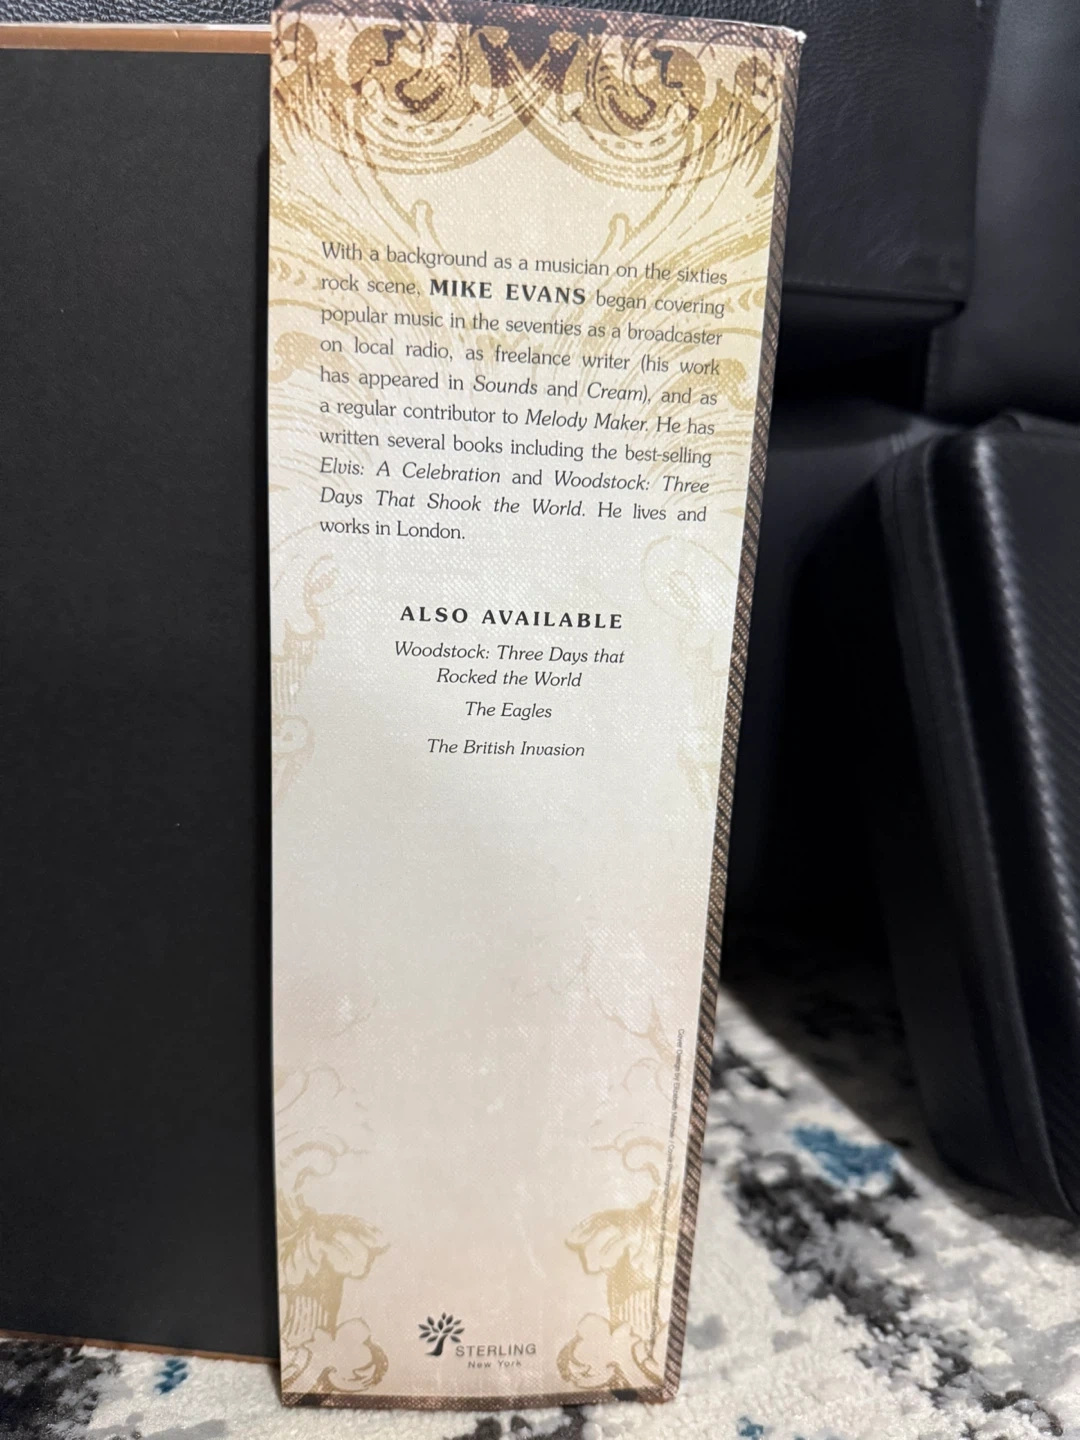 With a background as a musician on the sixties
rock scene, MIKE EVANS began covering
popular music in the seventies as a broadcaster
on local radio, as freelance writer (his work
has appeared in Sounds and Cream), and as
a regular contributor to Melody Maker. He has
written several books including the best-selling
Elvis: A Celebration and Woodstock: Three
Days That Shook the World. He lives and
works in London.
ALSO AVAILABLE
Woodstock: Three Days that
Rocked the World
The Eagles
The British Invasion
Cover Design by Elizabeth
STERLING
New York